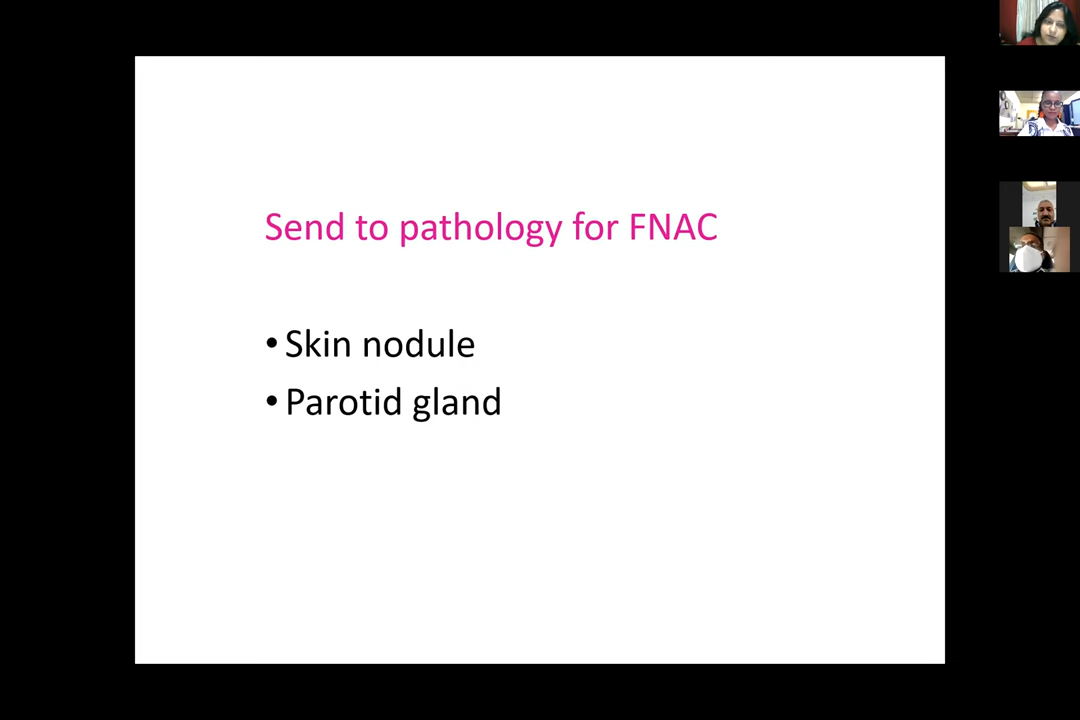 Send to pathology for FNAC
• Skin nodule
• Parotid gland